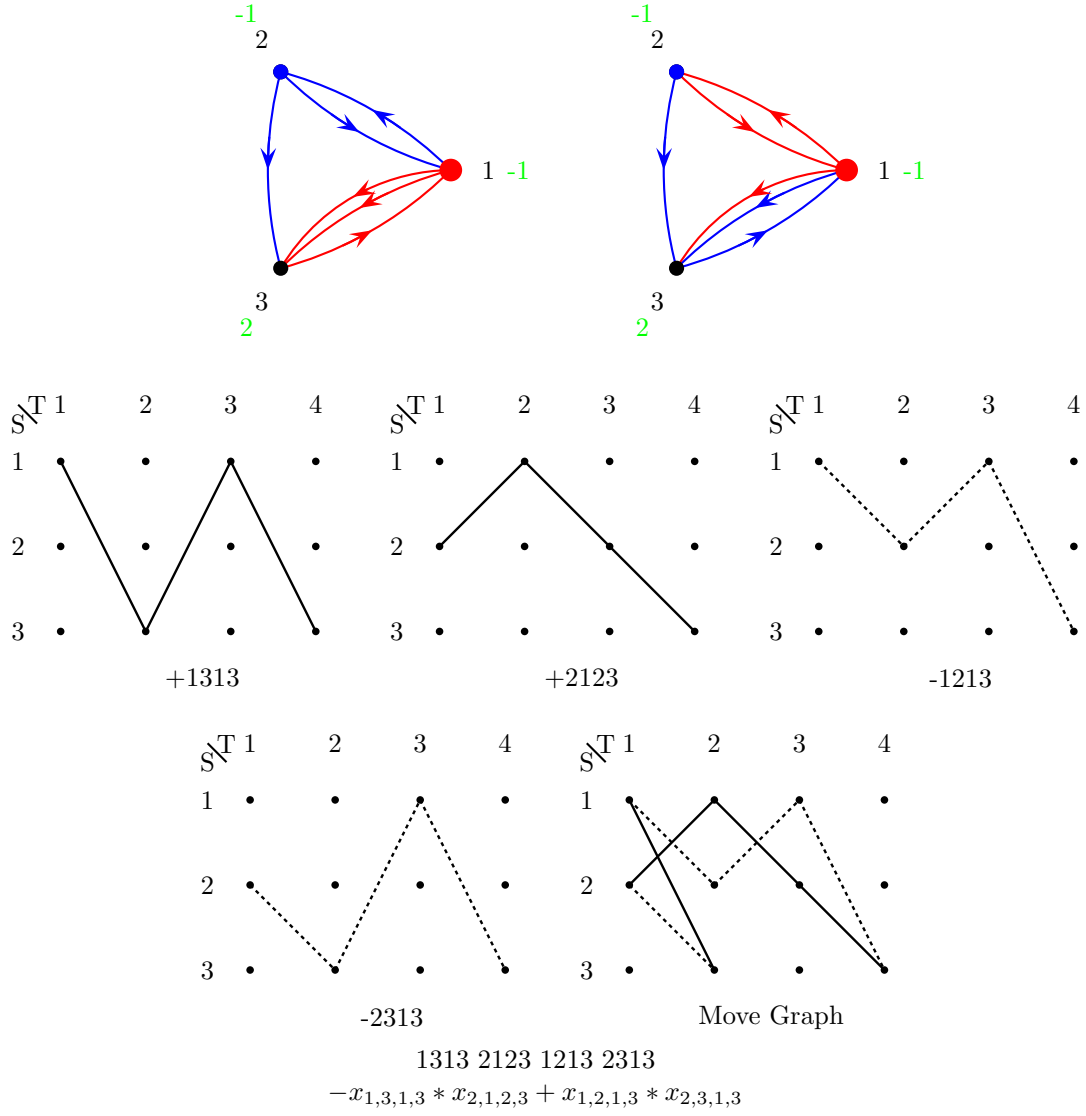 -1 -1
2 2
1 -1 1 -1
3 3
2 2
S\T 1 2 3 4 S\T 1 2 3 4 S\T 1 2 3 4
1 1 1
2 2 2
3 3 3
+1313 +2123 -1213
S\T 1 2 3 4 S\T 1 2 3 4
1 1
2 2
3 3
-2313 Move Graph
1313 2123 1213 2313
$-x_{1,3,1,3} * x_{2,1,2,3} + x_{1,2,1,3} * x_{2,3,1,3}$